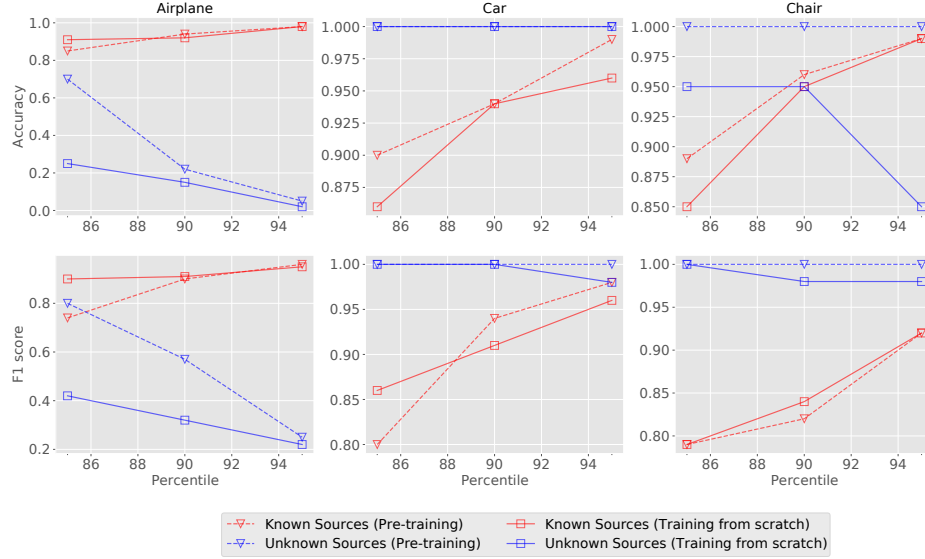 Airplane
Car
Chair
Accuracy
1.0
0.8
0.6
0.4
0.2
0.0
86 88 90 92 94
1.000
0.975
0.950
0.925
0.900
0.875
86 88 90 92 94
1.000
0.975
0.950
0.925
0.900
0.875
0.850
86 88 90 92 94
F1 score
0.8
0.6
0.4
0.2
86 88 90 92 94
Percentile
1.00
0.95
0.90
0.85
0.80
86 88 90 92 94
Percentile
1.00
0.95
0.90
0.85
0.80
86 88 90 92 94
Percentile
Known Sources (Pre-training)
Unknown Sources (Pre-training)
Known Sources (Training from scratch)
Unknown Sources (Training from scratch)